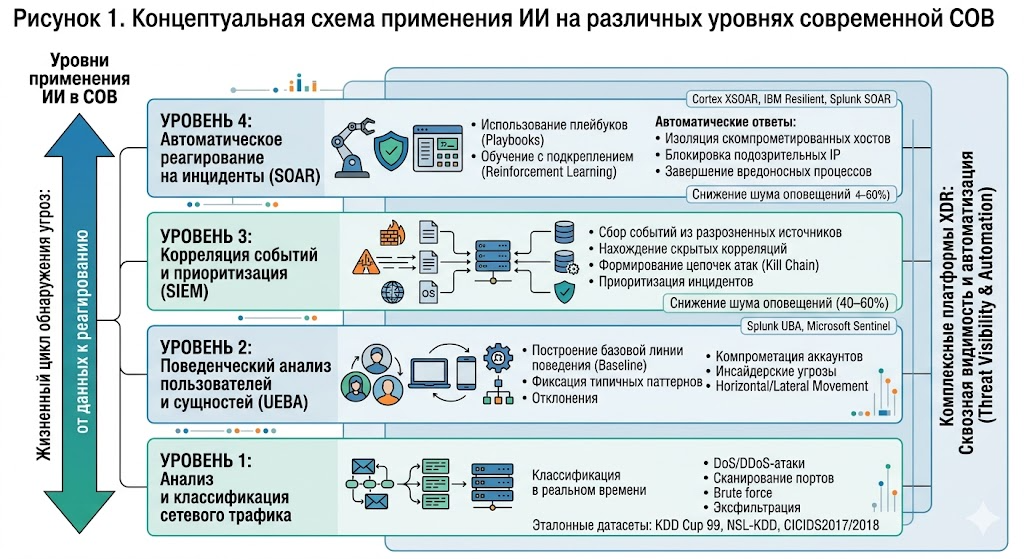 Рисунок 1. Концептуальная схема применения ИИ на различных уровнях современной СОВ
Уровни
применения
ИИ в СОВ
Жизненный цикл обнаружения угроз:
от данных к реагированию
Cortex XSOAR, IBM Resilient, Splunk SOAR
УРОВЕНЬ 4:
Автоматическое
реагирование
на инциденты (SOAR)
• Использование плейбуков
(Playbooks)
• Обучение с подкреплением
(Reinforcement Learning)
Автоматические ответы:
• Изоляция скомпрометированных хостов
• Блокировка подозрительных IP
• Завершение вредоносных процессов
Снижение шума оповещений 4–60%)
УРОВЕНЬ 3:
Корреляция событий
и приоритизация
(SIEM)
OS
• Сбор событий из разрозненных источников
• Нахождение скрытых корреляций
• Формирование цепочек атак (Kill Chain)
• Приоритизация инцидентов
Снижение шума оповещений (40–60%)
Splunk UBA, Microsoft Sentinel
УРОВЕНЬ 2:
Поведенческий анализ
пользователей
и сущностей (UEBA)
• Построение базовой линии
поведения (Baseline)
• Фиксация типичных паттернов
• Отклонения
• Компрометация аккаунтов
• Инсайдерские угрозы
• Horizontal/Lateral Movement
УРОВЕНЬ 1:
Анализ
и классификация
сетевого трафика
Классификация
в реальном времени
• DoS/DDoS-атаки
• Сканирование портов
• Brute force
• Эксфильтрация
Эталонные датасеты: KDD Cup 99, NSL-KDD, CICIDS2017/2018
Комплексные платформы XDR:
Сквозная видимость и автоматизация
(Threat Visibility & Automation)